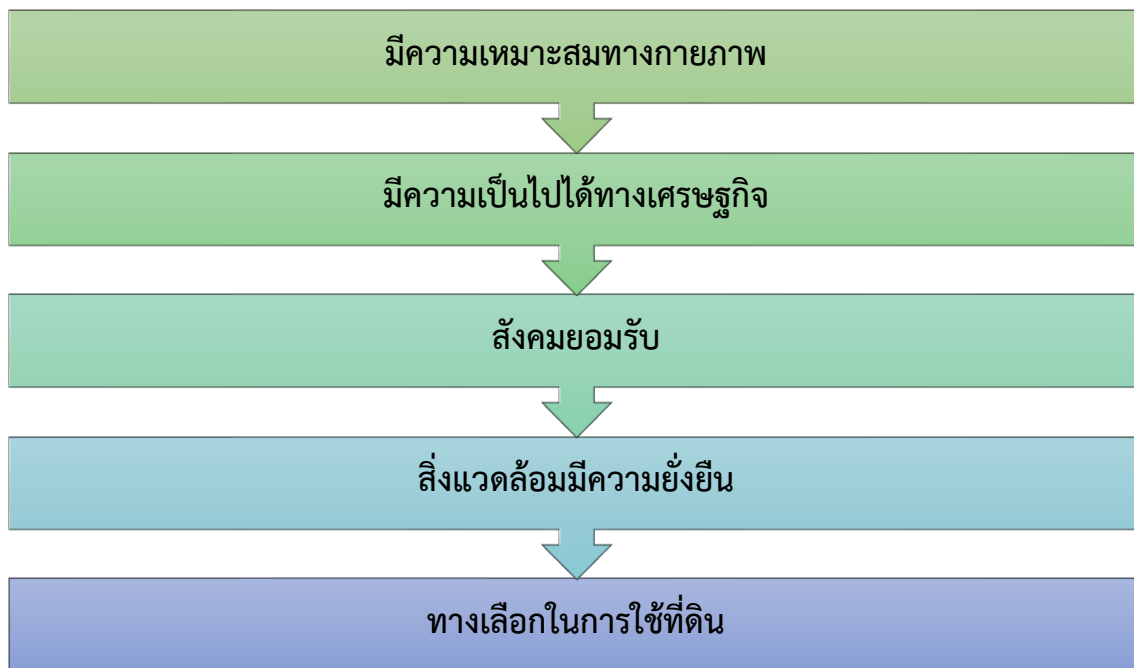 มีความเหมาะสมทางกายภาพ
มีความเป็นไปได้ทางเศรษฐกิจ
สังคมยอมรับ
สิ่งแวดล้อมมีความยั่งยืน
ทางเลือกในการใช้ที่ดิน